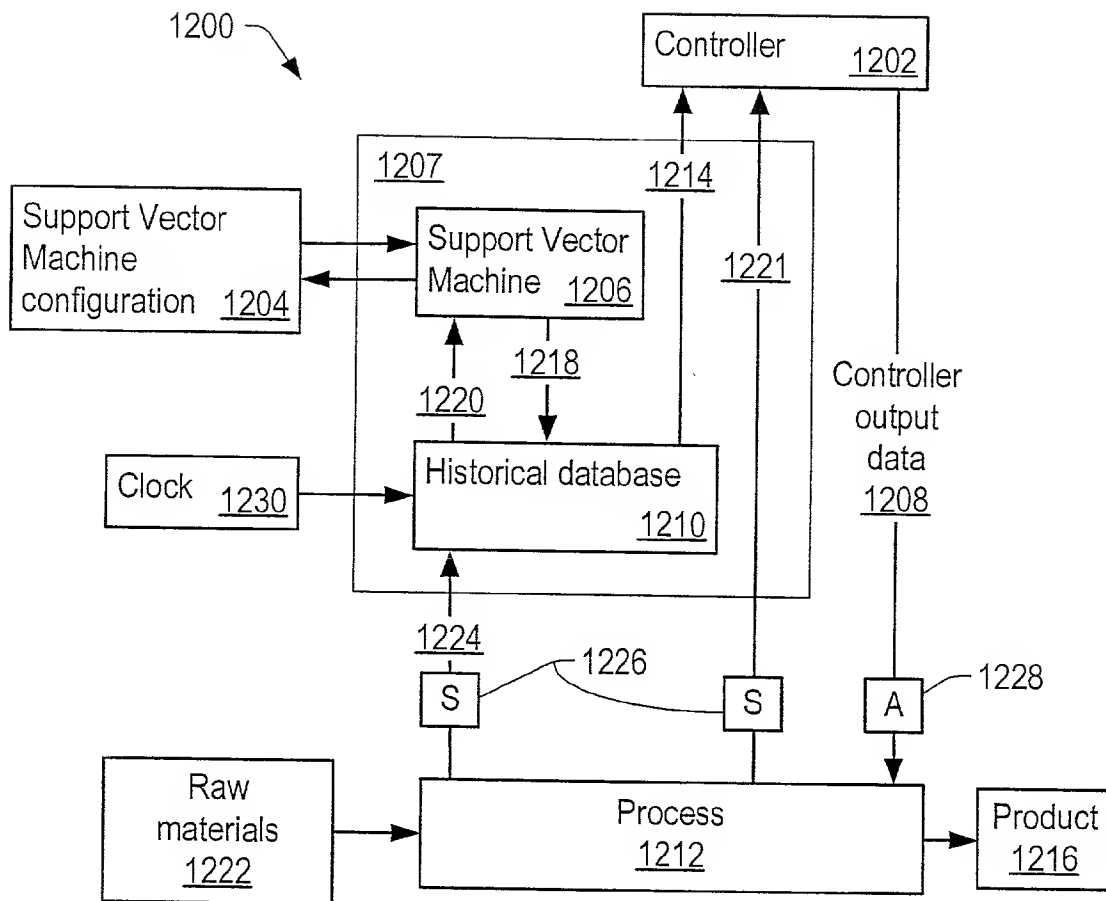 1200
Controller
1202
1207
1214
Support Vector
Machine
configuration
1204
Support Vector
Machine
1206
1221
1220
1218
Controller
output
data
1208
Clock
1230
Historical database
1210
1224
1226
1228
S
S
A
Raw
materials
1222
Process
1212
Product
1216